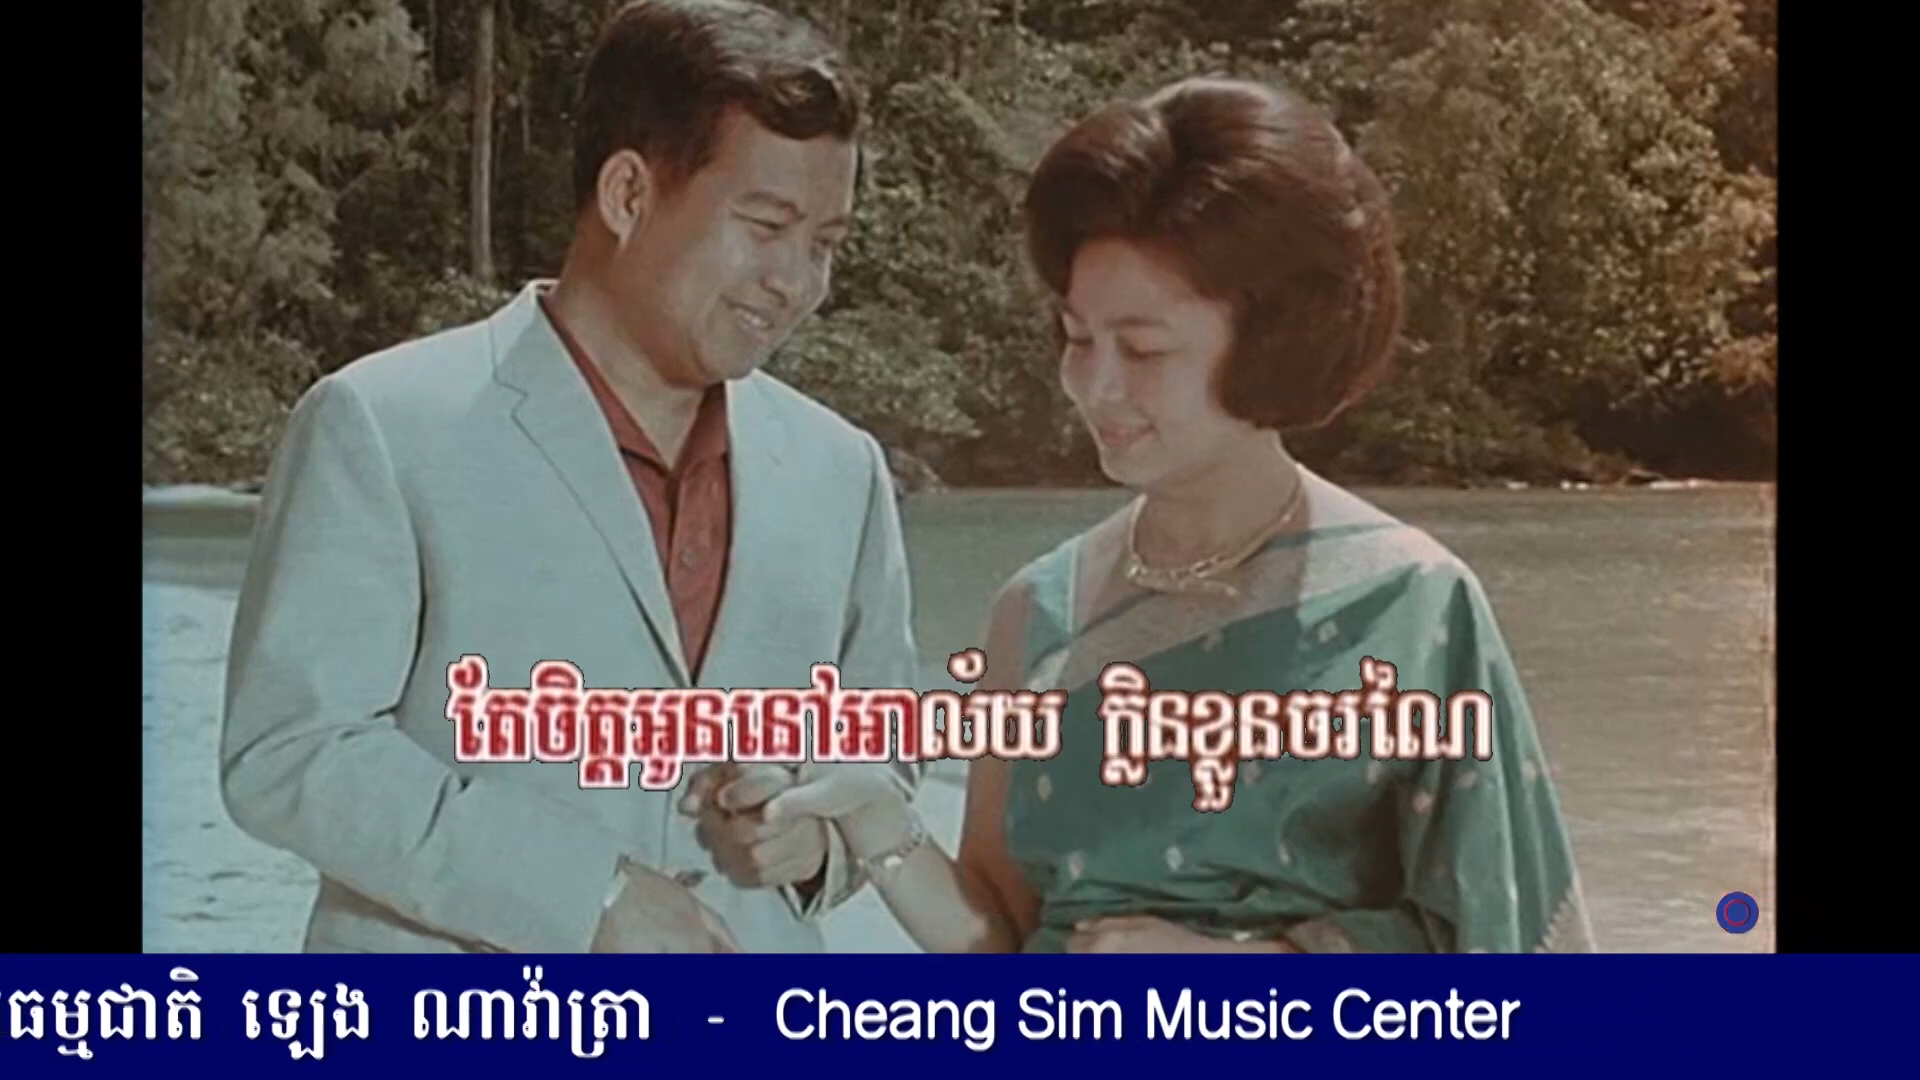 តែចិត្តអូននៅអាល័យ ក្លិនខ្លួនចរណៃ
ធម្មជាតិ ឡេង ណាវ៉ាត្រា - Cheang Sim Music Center